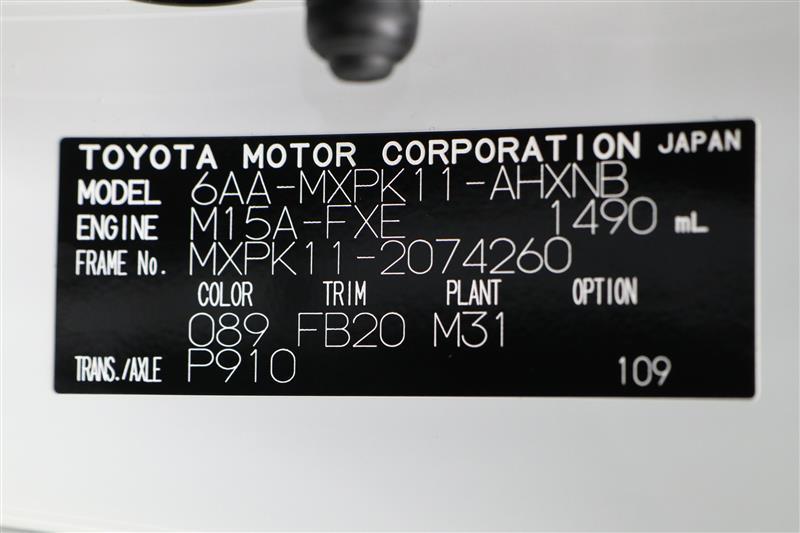 TOYOTA MOTOR CORPORATION JAPAN
MODEL 6AA-MXPK11-AHXNB
ENGINE M15A-FXE 1490 mL
FRAME No. MXPK11-2074260
COLOR TRIM PLANT OPTION
089 FB20 M31
TRANS./AXLE P910 109